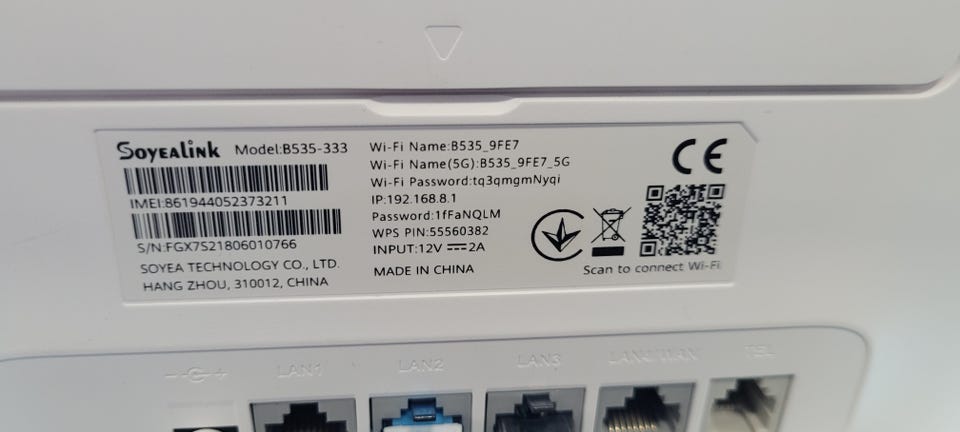 SOYEALINK Model:B535-333
IMEI:861944052373211
S/N:FGX7S21806010766
SOYEA TECHNOLOGY CO., LTD.
HANG ZHOU, 310012, CHINA
Wi-Fi Name:B535_9FE7
Wi-Fi Name(5G):B535_9FE7_5G
Wi-Fi Password:tq3qmgmNyqi
IP:192.168.8.1
Password:1fFaNQLM
WPS PIN:55560382
INPUT:12V 2A
MADE IN CHINA
CE
Scan to connect Wi-Fi
LAN1 LAN2 LAN3 LAN4/WAN TEL